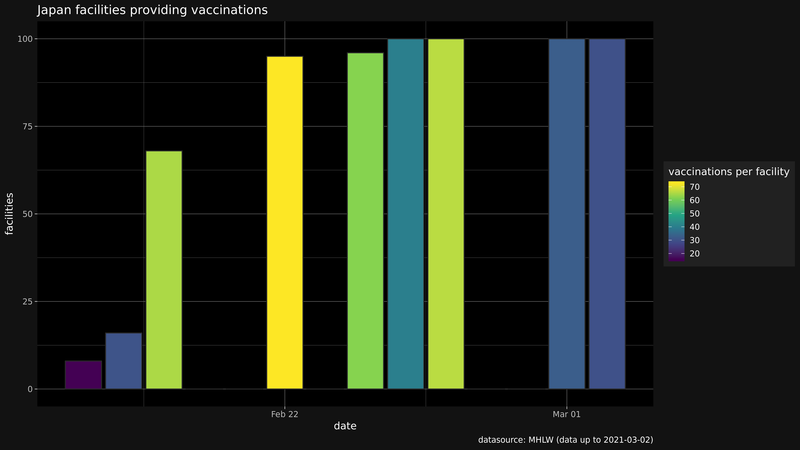 Japan facilities providing vaccinations
facilities
100
75
50
25
0
Feb 22
Mar 01
date
vaccinations per facility
70
60
50
40
30
20
datasource: MHLW (data up to 2021-03-02)